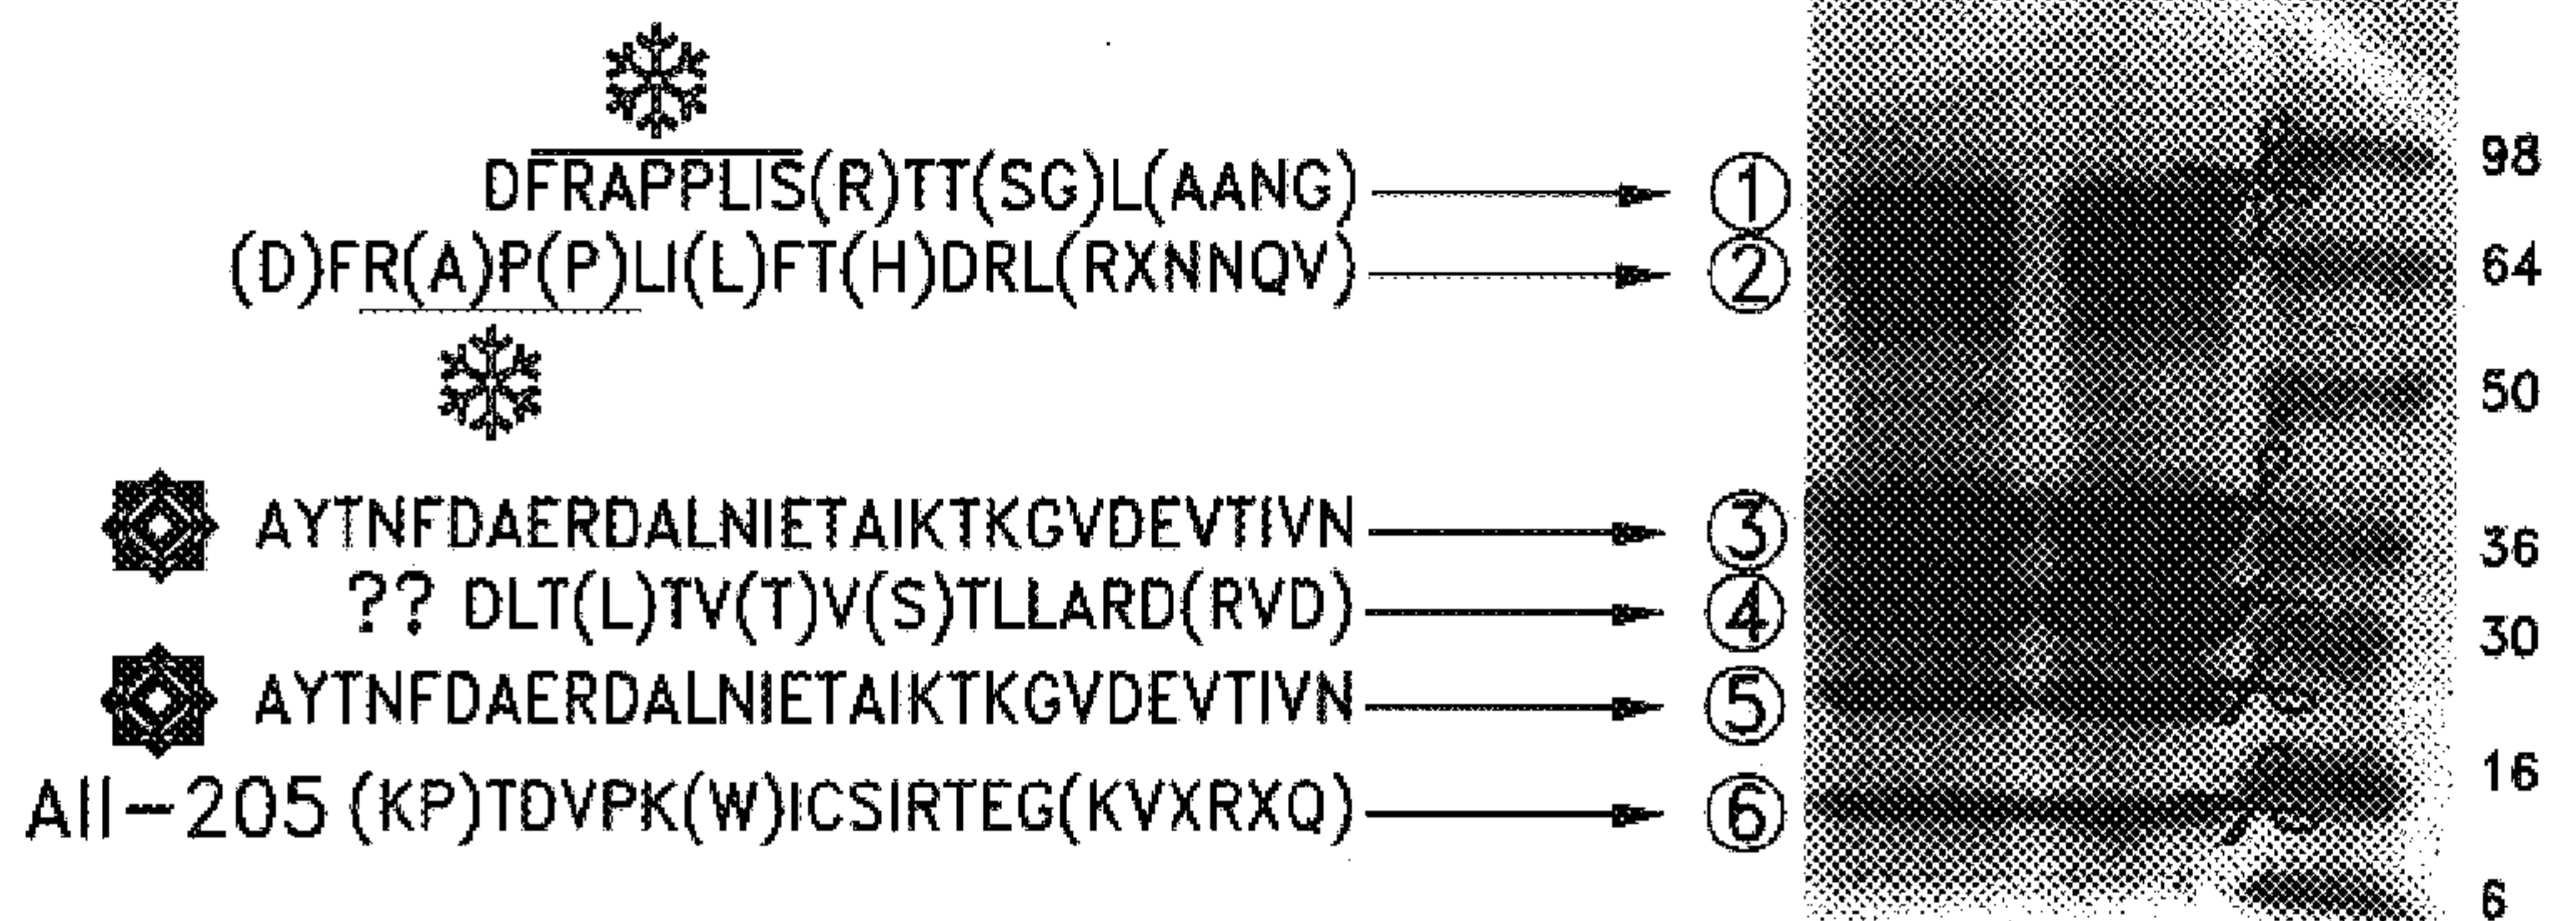 DFRAPPLIS(R)TT(SG)L(AANG) ① 98
(D)FR(A)P(P)LI(L)FT(H)DRL(RXNNQV) ② 64
50
AYTNFDAERDALNIETAIKTKGVDEVTIVN ③ 36
?? DLT(L)TV(T)V(S)TLLARD(RVD) ④ 30
AYTNFDAERDALNIETAIKTKGVDEVTIVN ⑤
All-205 (KP)TDVPK(W)ICSIRTEG(KVXRXQ) ⑥ 16
6